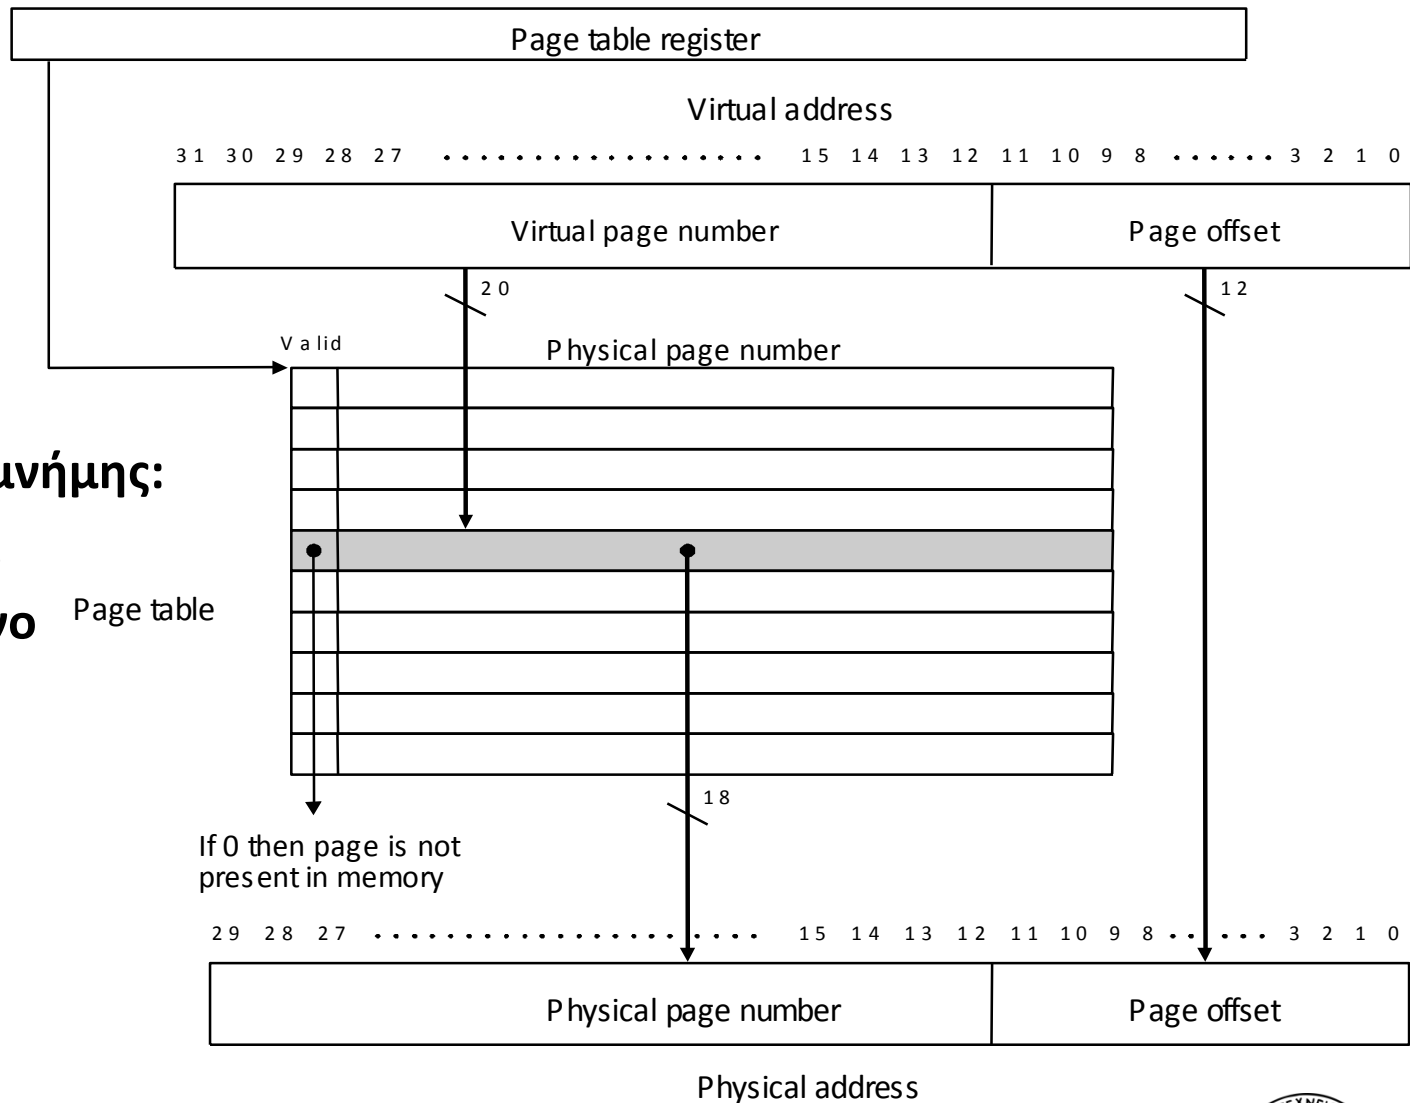 Page table register
Virtual address
31 30 29 28 27 .................. 15 14 13 12 11 10 9 8 ...... 3 2 1 0
Virtual page number Page offset
20 12
Valid Physical page number
μνήμης:
Page table
If 0 then page is not
present in memory
18
29 28 27 ..................... 15 14 13 12 11 10 9 8 ...... 3 2 1 0
Physical page number Page offset
Physical address